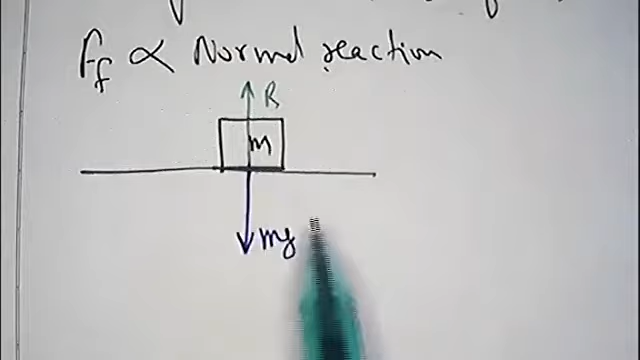 Ff ∝ Normal reaction
R
m
mg